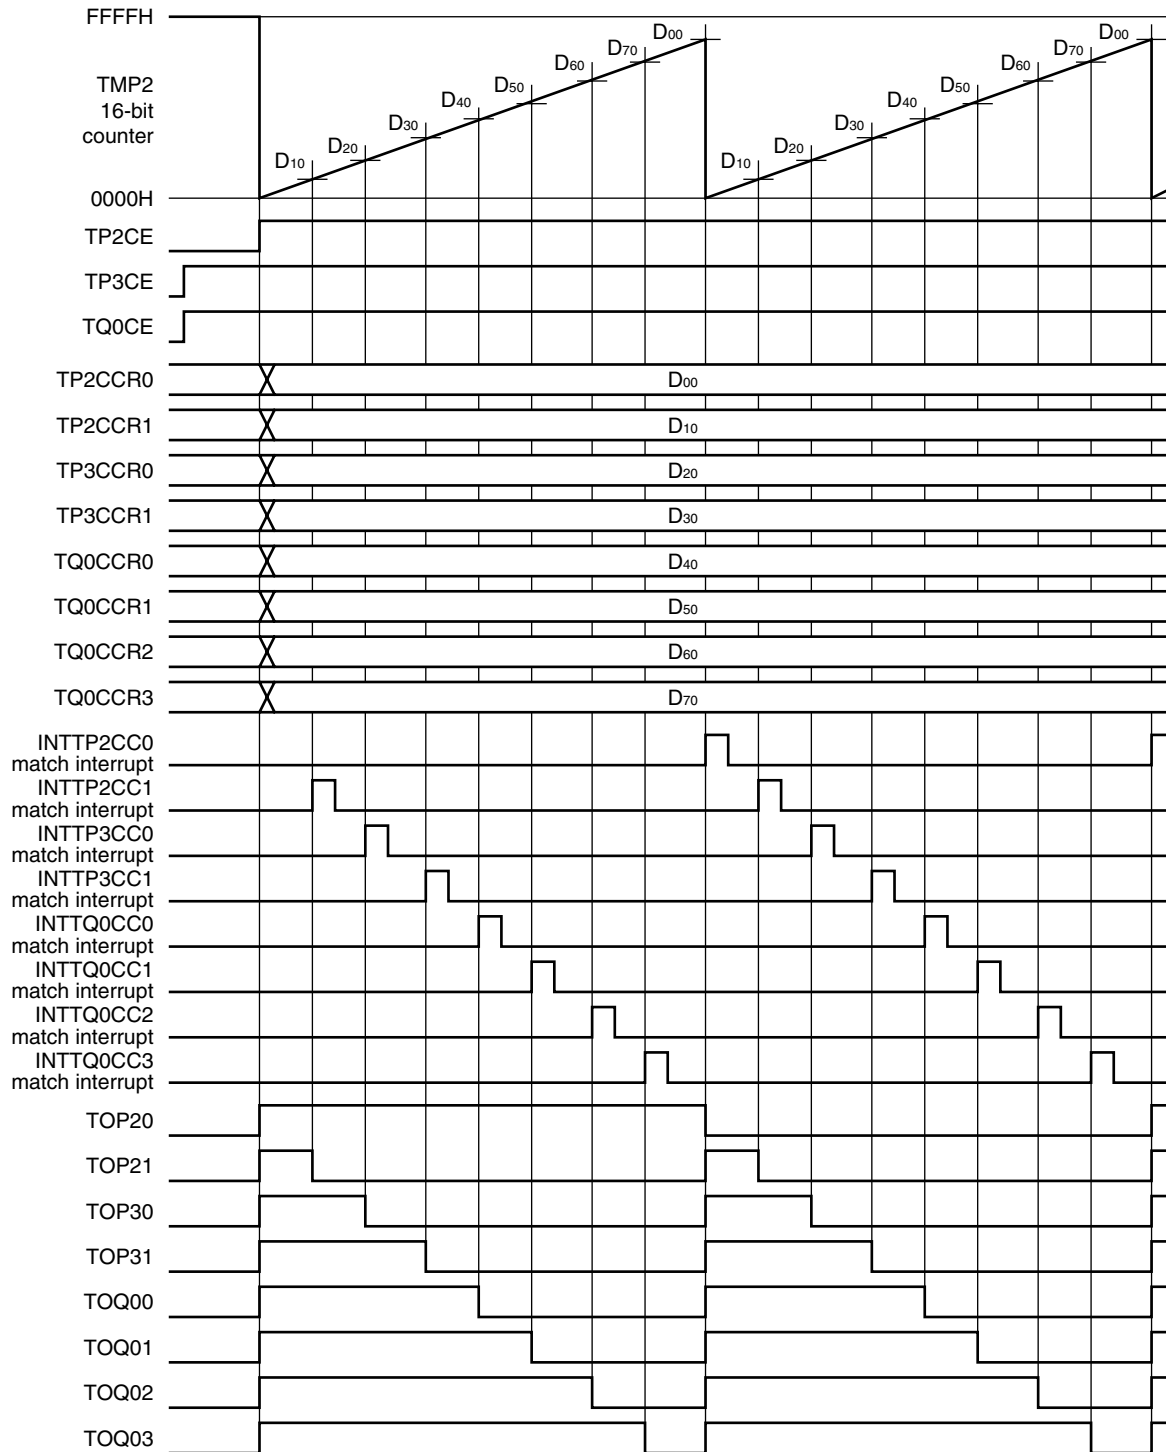 FFFFH
TMP2
16-bit
counter
0000H
D10
D20
D30
D40
D50
D60
D70
D00
D10
D20
D30
D40
D50
D60
D70
D00
TP2CE
TP3CE
TQ0CE
TP2CCR0
D00
TP2CCR1
D10
TP3CCR0
D20
TP3CCR1
D30
TQ0CCR0
D40
TQ0CCR1
D50
TQ0CCR2
D60
TQ0CCR3
D70
INTTP2CC0
match interrupt
INTTP2CC1
match interrupt
INTTP3CC0
match interrupt
INTTP3CC1
match interrupt
INTTQ0CC0
match interrupt
INTTQ0CC1
match interrupt
INTTQ0CC2
match interrupt
INTTQ0CC3
match interrupt
TOP20
TOP21
TOP30
TOP31
TOQ00
TOQ01
TOQ02
TOQ03